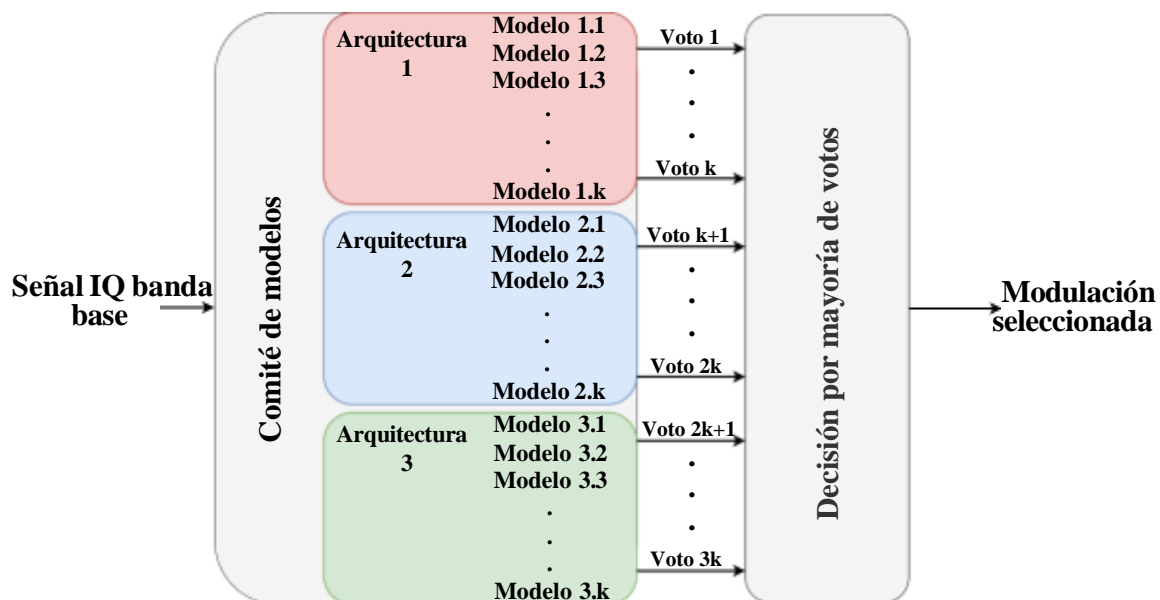 Señal IQ banda
base
Comité de modelos
Arquitectura
1
Modelo 1.1
Modelo 1.2
Modelo 1.3
.
.
.
Modelo 1.k
Voto 1
.
.
.
Voto k
Arquitectura
2
Modelo 2.1
Modelo 2.2
Modelo 2.3
.
.
.
Modelo 2.k
Voto k+1
.
.
.
Voto 2k
Arquitectura
3
Modelo 3.1
Modelo 3.2
Modelo 3.3
.
.
.
Modelo 3.k
Voto 2k+1
.
.
.
Voto 3k
Decisión por mayoría de votos
Modulación
seleccionada